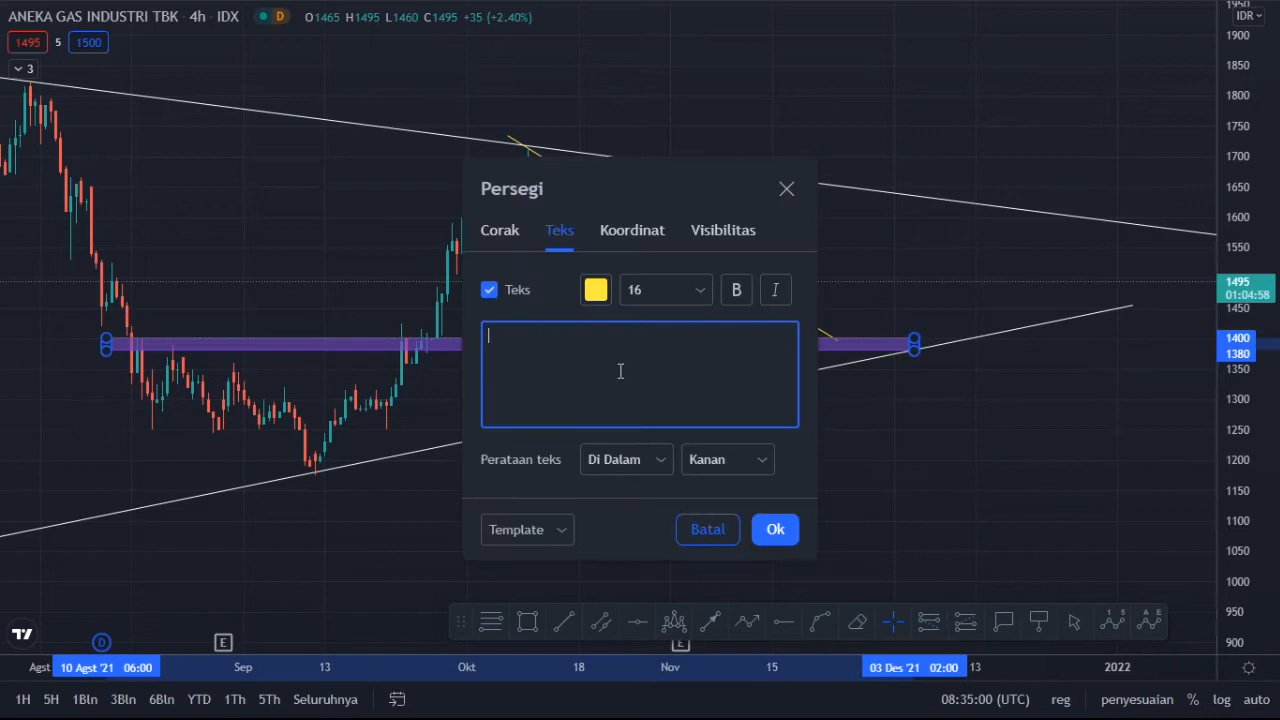 ANEKA GAS INDUSTRI TBK · 4h · IDX D O1465 H1495 L1460 C1495 +35 (+2.40%)
IDR
1495 5 1500
3
1950
1900
1850
1800
1750
1700
1650
1600
1550
1495
01:04:58
1450
1400
1380
1350
1300
1250
1200
1150
1100
1050
1000
950
900
Persegi
Corak Teks Koordinat Visibilitas
Teks 16 B I
Perataan teks Di Dalam Kanan
Template Batal Ok
1 5 A E
D E E
Agst 10 Agst '21 06:00 Sep 13 Okt 18 Nov 15 03 Des '21 02:00 13 2022
1H 5H 1Bln 3Bln 6Bln YTD 1Th 5Th Seluruhnya 08:35:00 (UTC) reg penyesuaian % log auto